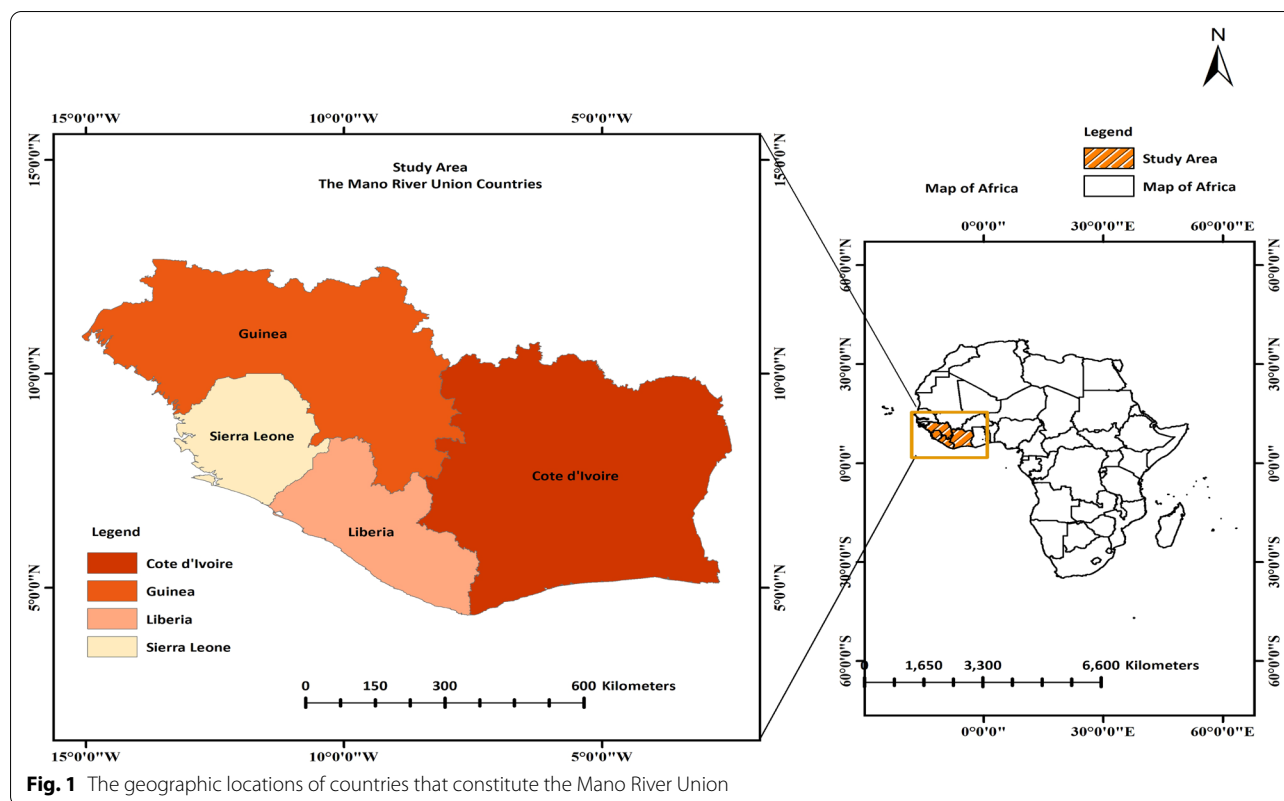 N
15°0'0"W 10°0'0"W 5°0'0"W
15°0'0"N
10°0'0"N
5°0'0"N
Study Area
The Mano River Union Countries
Guinea
Sierra Leone
Cote d'Ivoire
Liberia
Legend
Cote d'Ivoire
Guinea
Liberia
Sierra Leone
0 150 300 600 Kilometers
15°0'0"N
10°0'0"N
5°0'0"N
15°0'0"W 10°0'0"W 5°0'0"W
Legend
Study Area
Map of Africa
Map of Africa
0°0'0" 30°0'0"E 60°0'0"E
60°0'0"N
30°0'0"N
0°0'0"
30°0'0"S
60°0'0"S
60°0'0"N
30°0'0"N
0°0'0"
30°0'0"S
60°0'0"S
0 1,650 3,300 6,600 Kilometers
0°0'0" 30°0'0"E 60°0'0"E
Fig. 1 The geographic locations of countries that constitute the Mano River Union